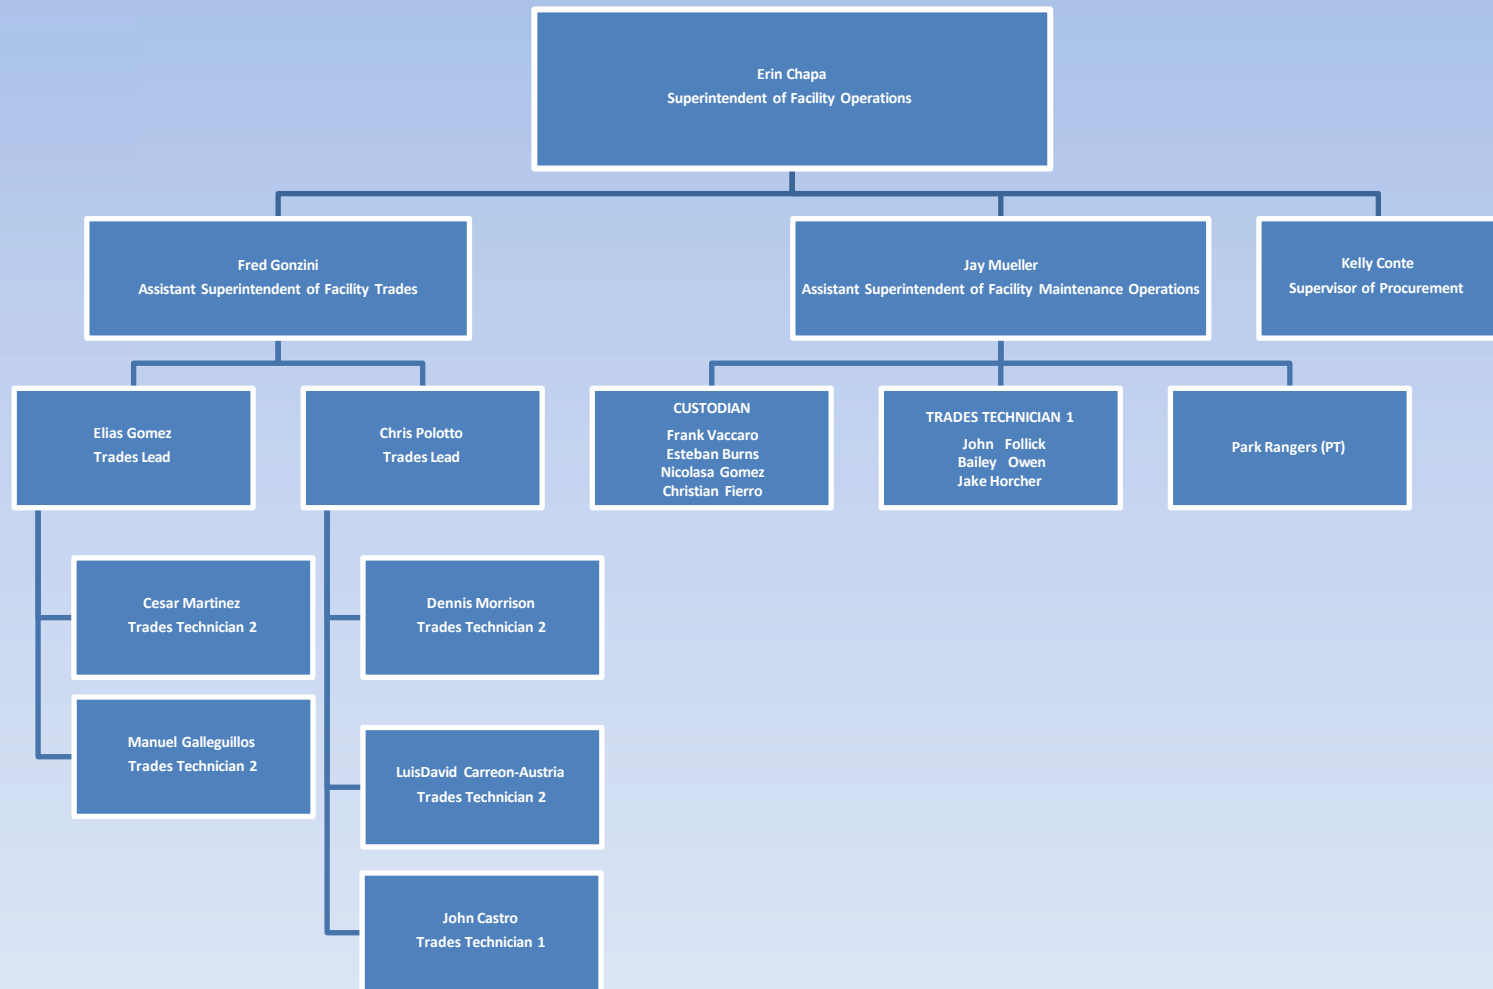 Erin Chapa
Superintendent of Facility Operations
Fred Gonzini
Assistant Superintendent of Facility Trades
Jay Mueller
Assistant Superintendent of Facility Maintenance Operations
Kelly Conte
Supervisor of Procurement
Elias Gomez
Trades Lead
Chris Polotto
Trades Lead
CUSTODIAN
Frank Vaccaro
Esteban Burns
Nicolasa Gomez
Christian Fierro
TRADES TECHNICIAN 1
John Follick
Bailey Owen
Jake Horcher
Park Rangers (PT)
Cesar Martinez
Trades Technician 2
Dennis Morrison
Trades Technician 2
Manuel Galleguillos
Trades Technician 2
LuisDavid Carreon-Austria
Trades Technician 2
John Castro
Trades Technician 1